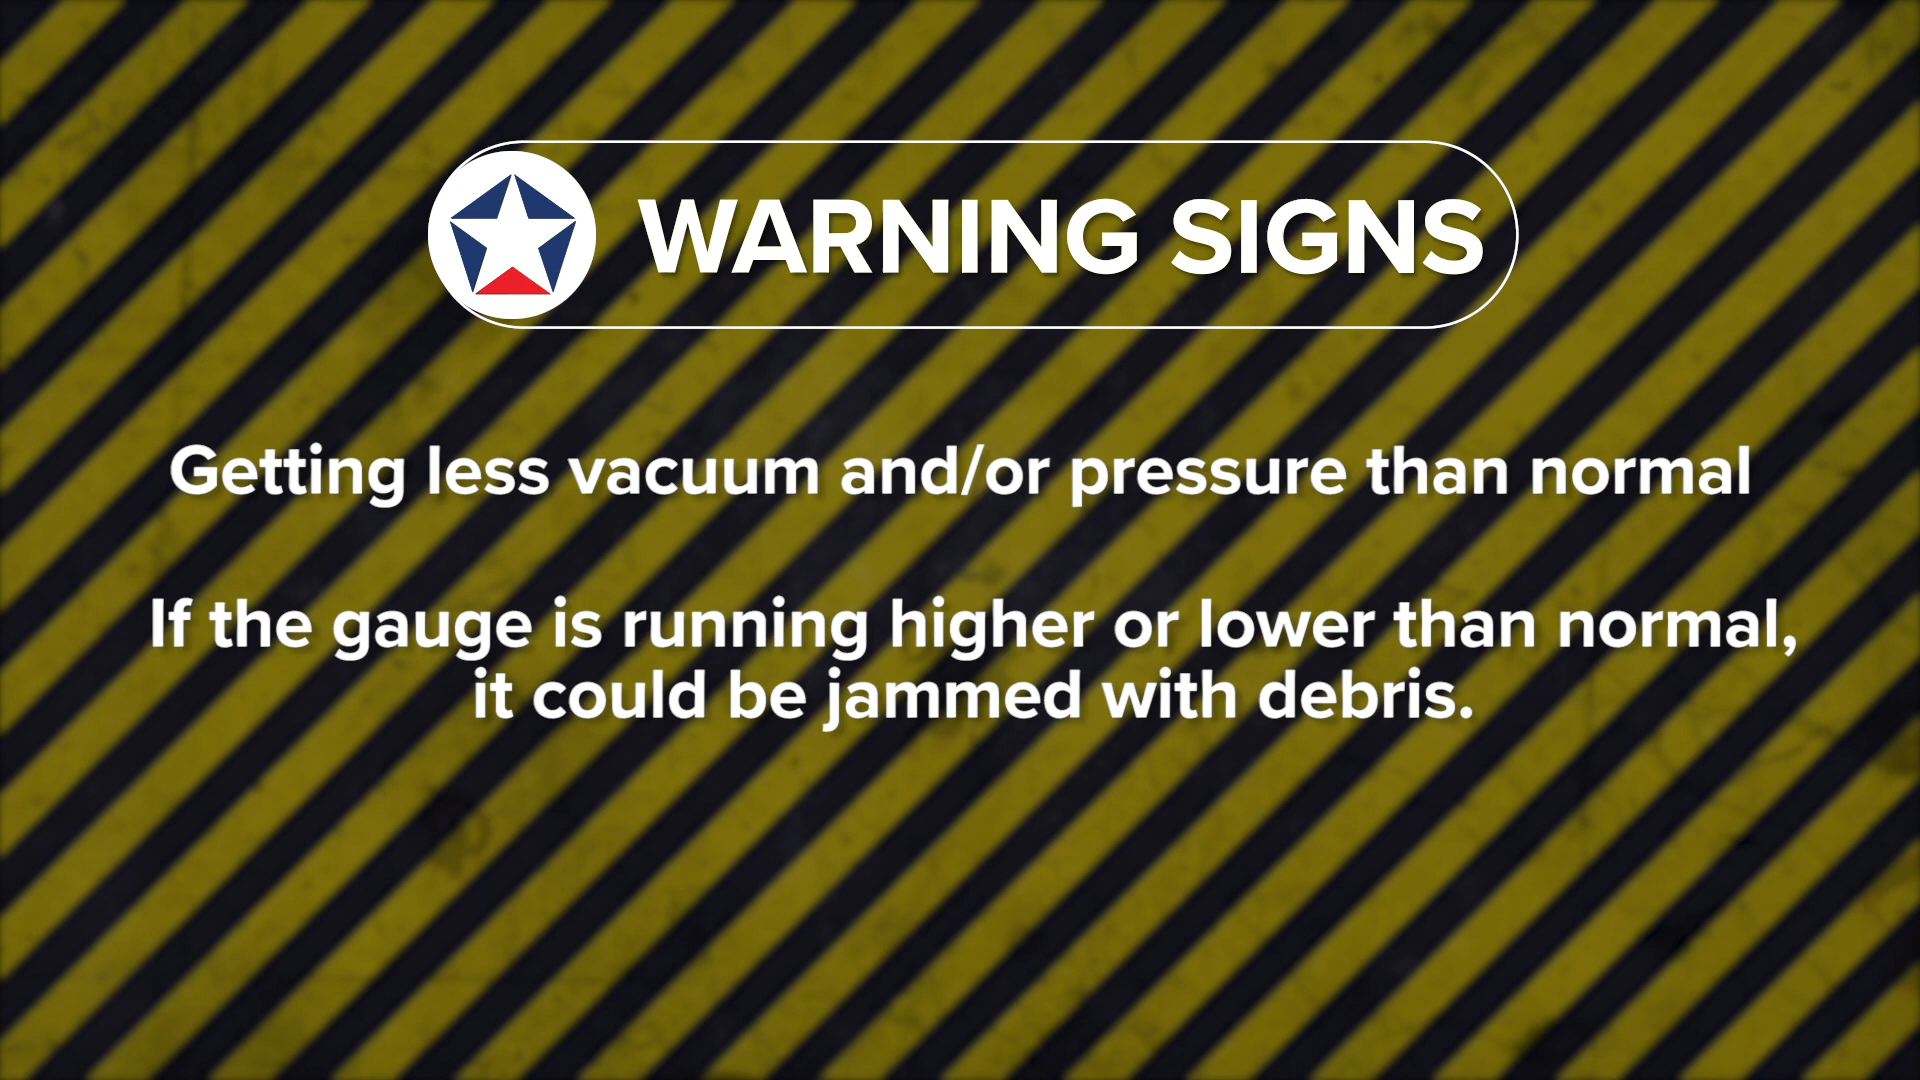 WARNING SIGNS
Getting less vacuum and/or pressure than normal
If the gauge is running higher or lower than normal,
it could be jammed with debris.